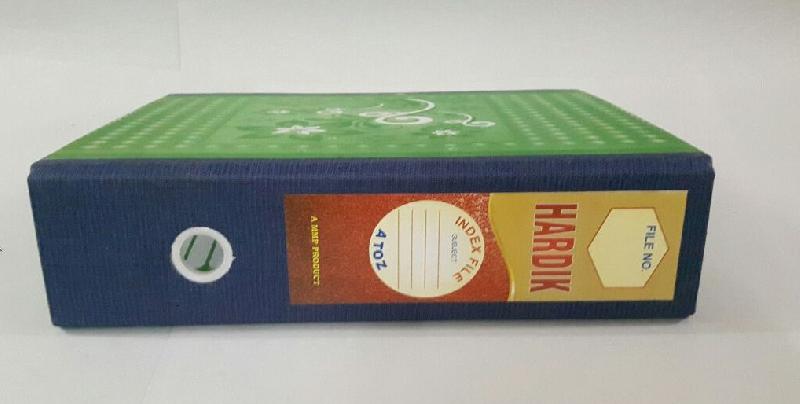 FILE NO.
HARDIK
INDEX FILE
SUBJECT
A TO Z
A MMP PRODUCT